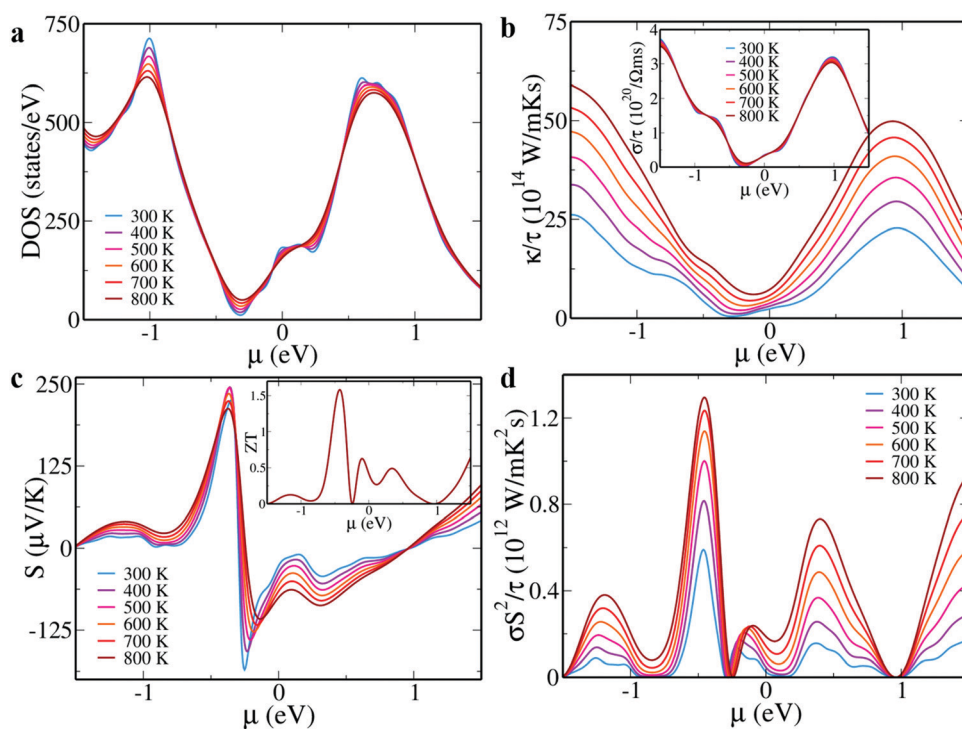 a
DOS (states/eV)
750
500
250
0
300 K
400 K
500 K
600 K
700 K
800 K
-1
0
1
μ (eV)
b
κ/τ (10^14 W/mKs)
75
50
25
0
σ/τ (10^20/Ωms)
4
3
2
1
0
300 K
400 K
500 K
600 K
700 K
800 K
-1
0
1
μ (eV)
-1
0
1
μ (eV)
c
S (μV/K)
250
125
0
-125
ZT
1.5
1
0.5
0
-1
0
1
μ (eV)
300 K
400 K
500 K
600 K
700 K
800 K
-1
0
1
μ (eV)
d
σS²/τ (10^12 W/mK²s)
1.2
0.8
0.4
0
300 K
400 K
500 K
600 K
700 K
800 K
-1
0
1
μ (eV)